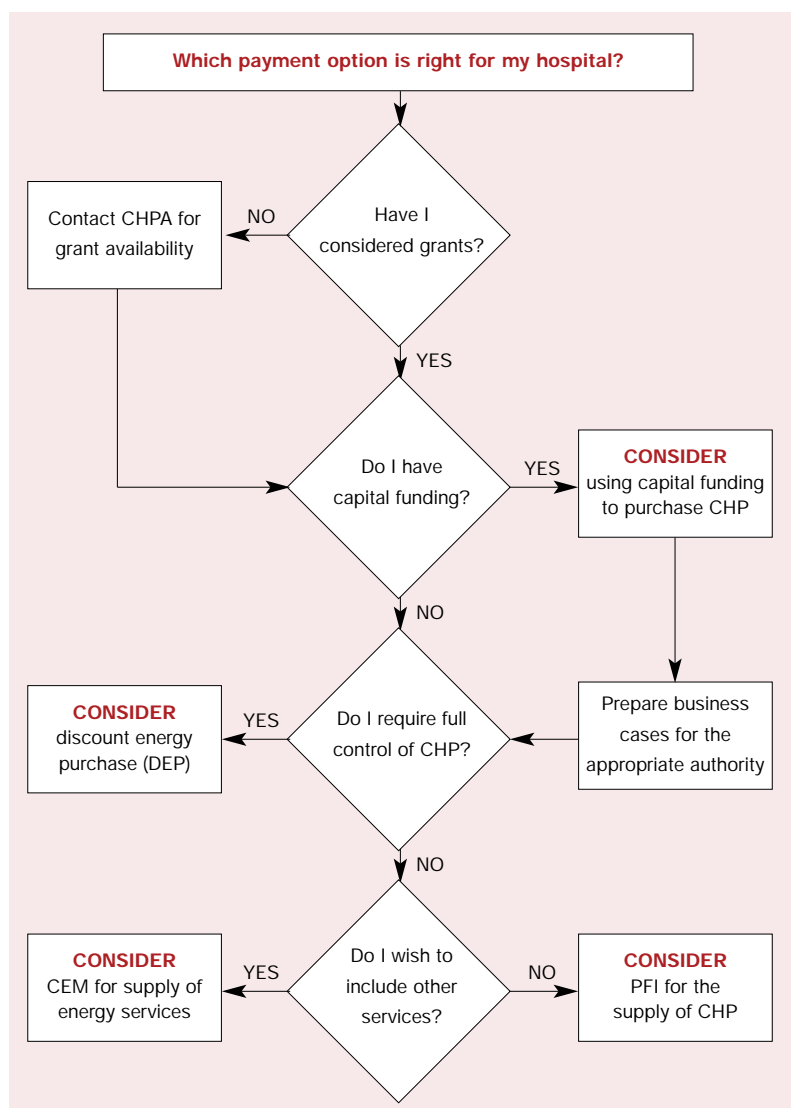 Which payment option is right for my hospital?
Have I
considered grants?
NO
Contact CHPA for
grant availability
YES
Do I have
capital funding?
YES
CONSIDER
using capital funding
to purchase CHP
NO
Prepare business
cases for the
appropriate authority
Do I require full
control of CHP?
YES
CONSIDER
discount energy
purchase (DEP)
NO
Do I wish to
include other
services?
YES
CONSIDER
CEM for supply of
energy services
NO
CONSIDER
PFI for the
supply of CHP